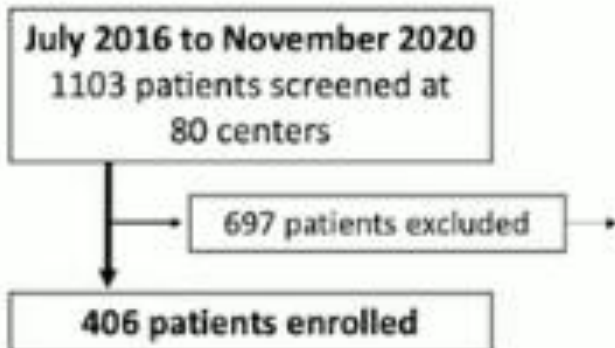 July 2016 to November 2020
1103 patients screened at
80 centers
697 patients excluded
406 patients enrolled